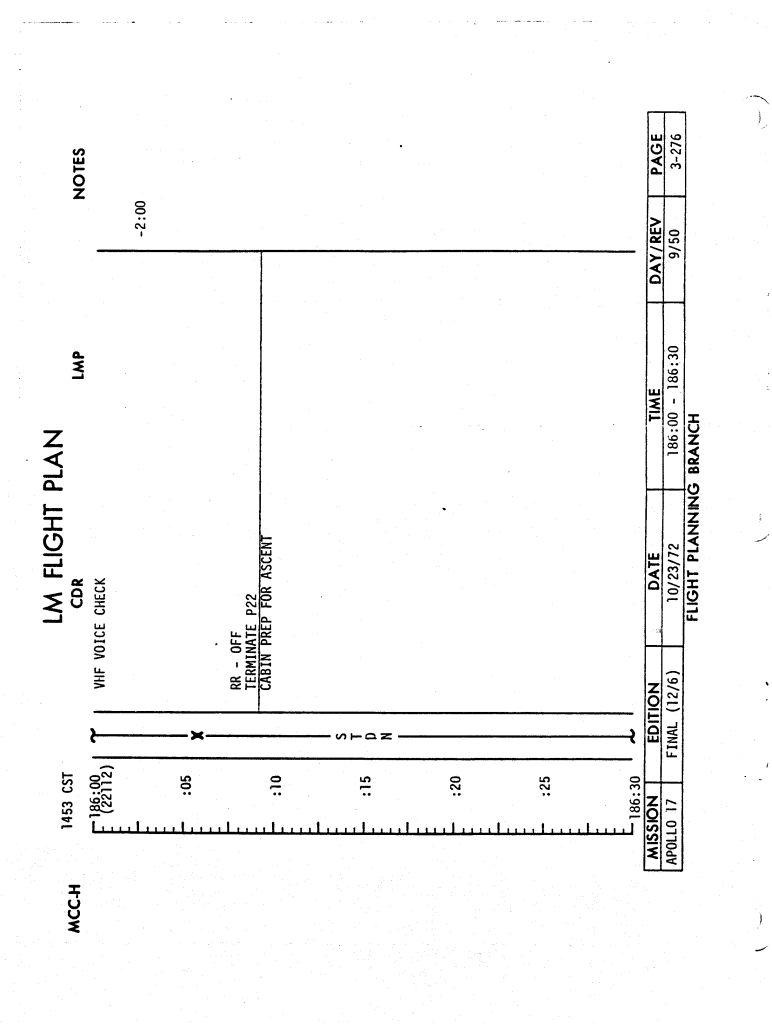 LM FLIGHT PLAN
MCC-H
1453 CST
CDR
LMP
NOTES
186:00
(22112)
VHF VOICE CHECK
-2:00
:05
X
RR - OFF
TERMINATE P22
CABIN PREP FOR ASCENT
:10
:15
S
T
D
N
:20
:25
186:30
MISSION EDITION DATE TIME DAY/REV PAGE
APOLLO 17 FINAL (12/6) 10/23/72 186:00 - 186:30 9/50 3-276
FLIGHT PLANNING BRANCH